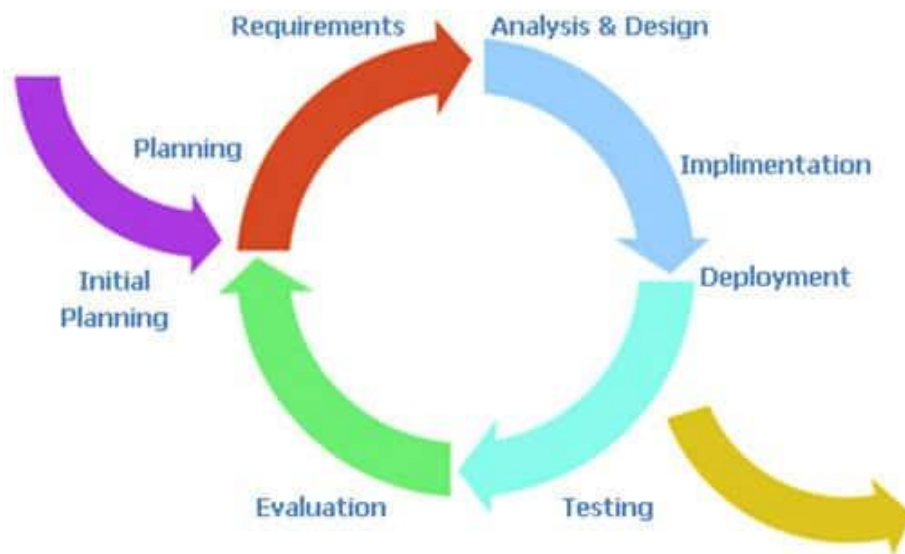 Requirements
Analysis & Design
Planning
Implimentation
Initial
Planning
Deployment
Evaluation
Testing